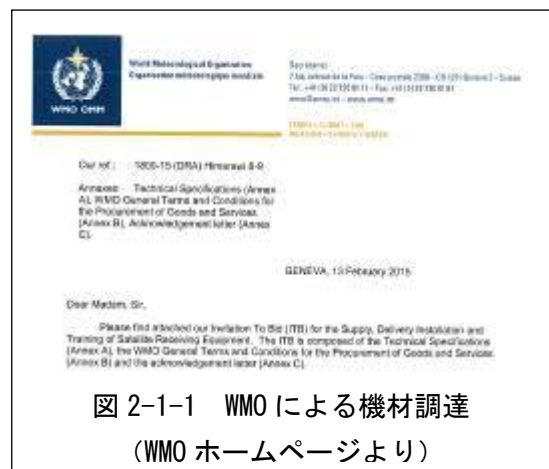 WMO OMM
World Meteorological Organization
Organisation météorologique mondiale
Secretariat
Our ref.: 1800-15 (DRA) Himawari 8-9
Annexes: Technical Specifications (Annex
A), WMO General Terms and Conditions for
the Procurement of Goods and Services
(Annex B), Acknowledgement letter (Annex
C).
GENEVA, 13 February 2015
Dear Madam, Sir,
Please find attached our Invitation To Bid (ITB) for the Supply, Delivery Installation and
Training of Satellite Receiving Equipment. The ITB is composed of the Technical Specifications
(Annex A), the WMO General Terms and Conditions for the Procurement of Goods and Services
(Annex B) and the acknowledgement letter (Annex C).
図 2-1-1 WMO による機材調達
（WMO ホームページより）